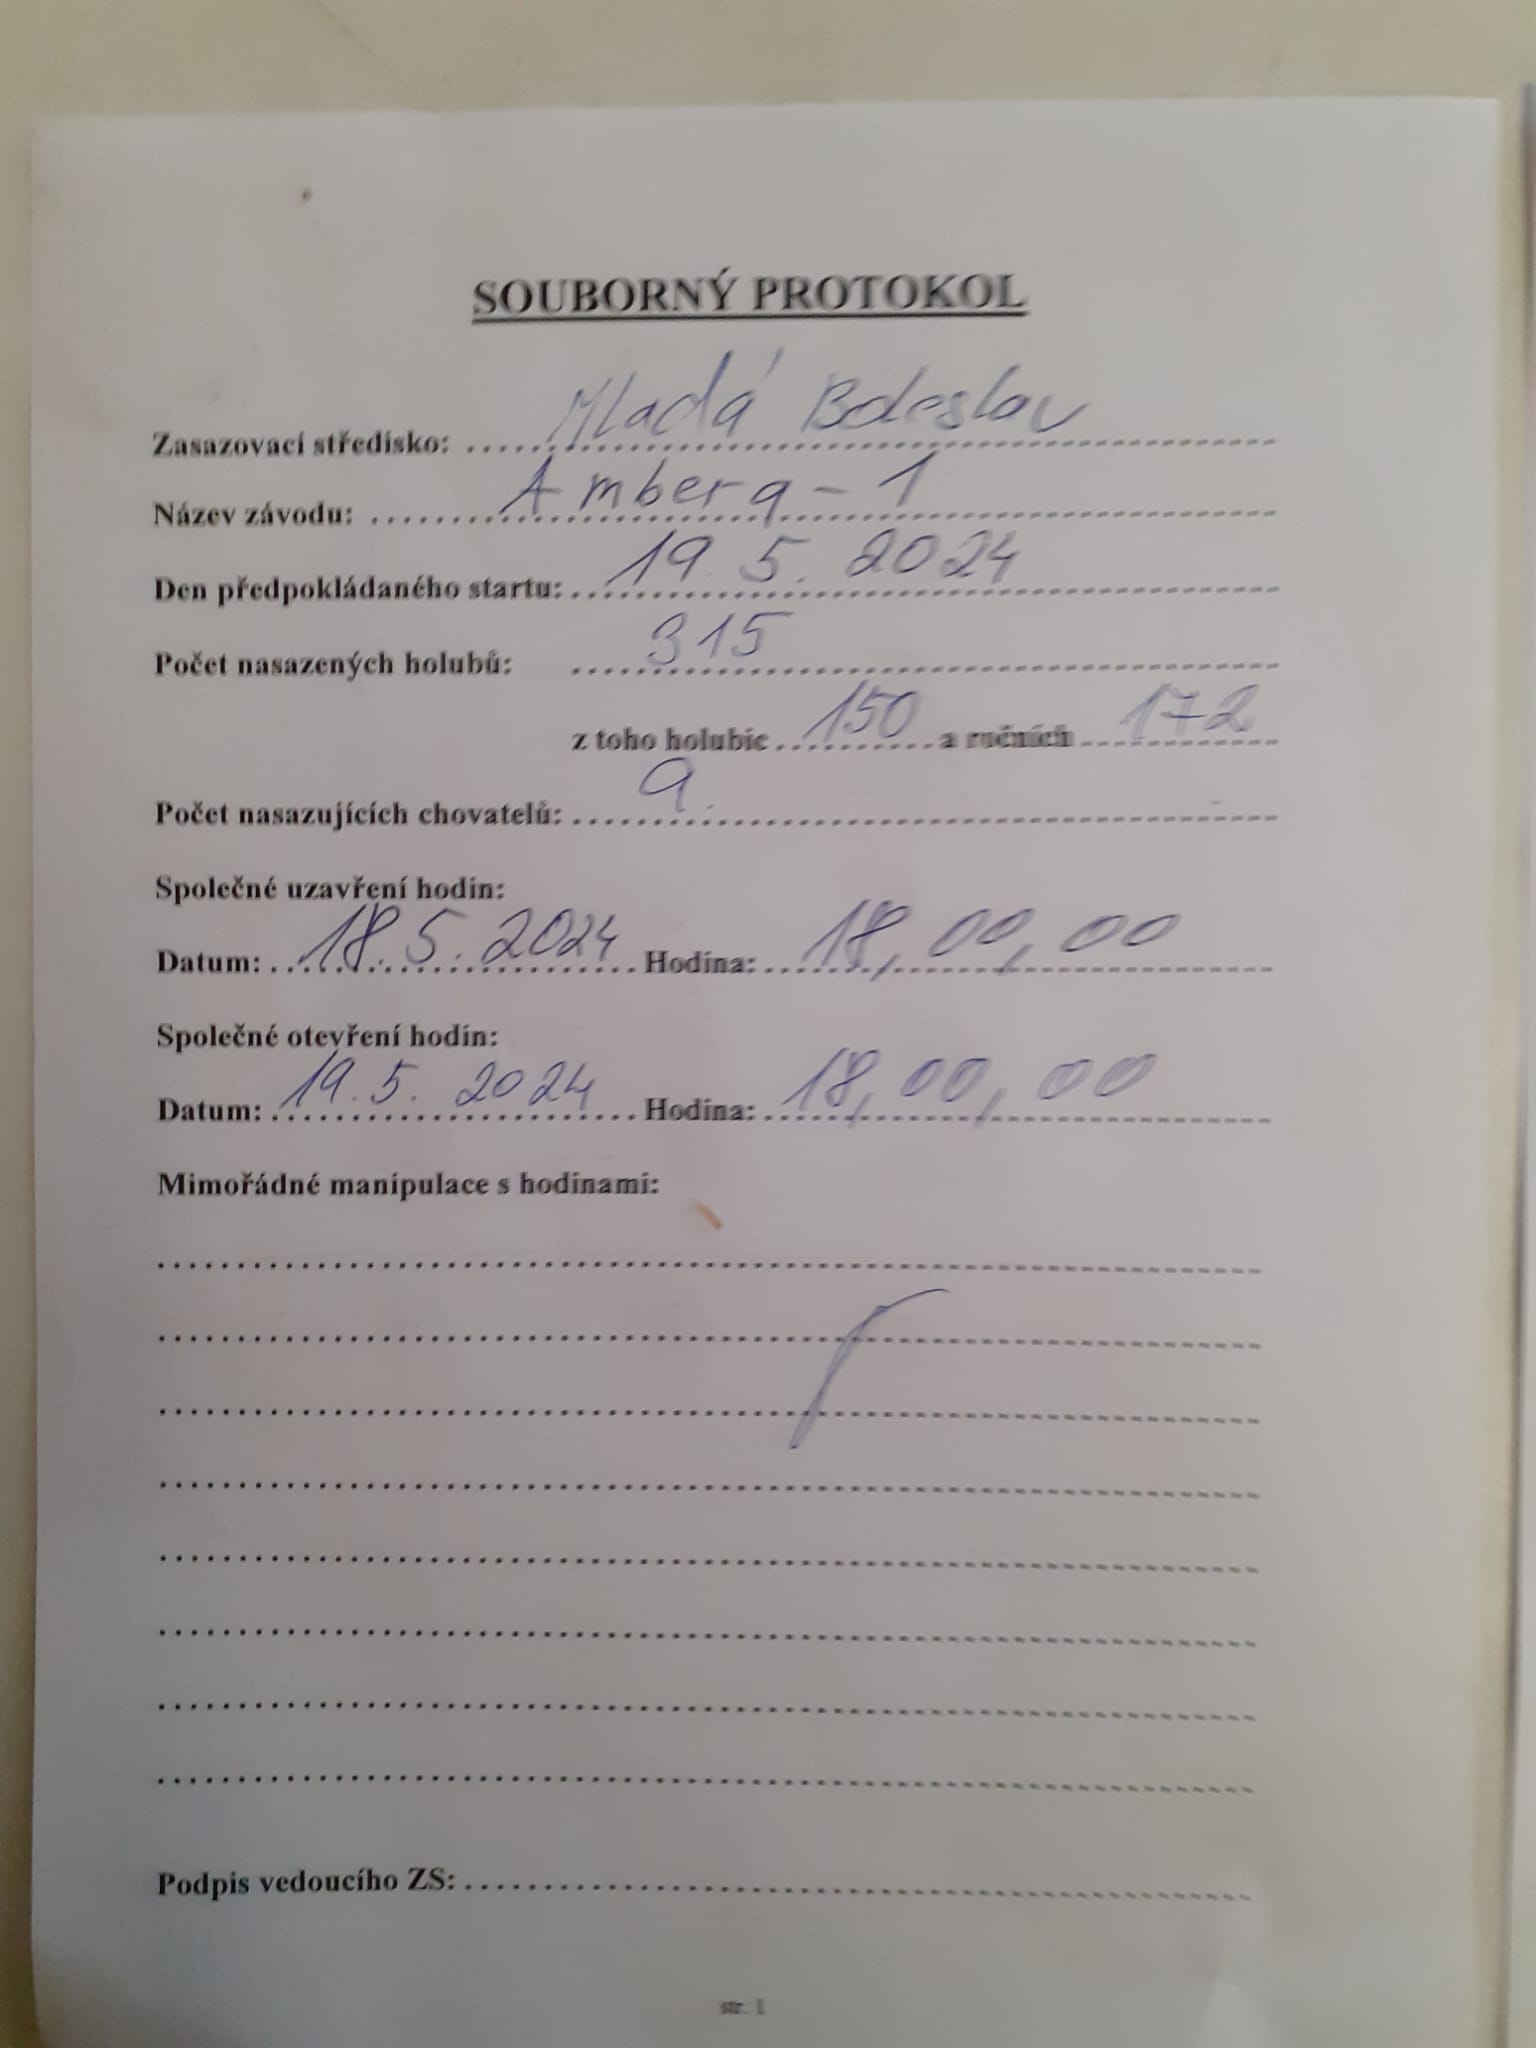 SOUBORNÝ PROTOKOL
Zasazovací středisko: Mladá Boleslav
Název závodu: Amberg - 1
Den předpokládaného startu: 19.5.2024
Počet nasazených holubů: 315
z toho holubic 150 a ročních 172
Počet nasazujících chovatelů: 9.
Společné uzavření hodin:
Datum: 18.5.2024 Hodina: 18,00,00
Společné otevření hodin:
Datum: 19.5.2024 Hodina: 18,00,00
Mimořádné manipulace s hodinami:
Podpis vedoucího ZS:
str. 1